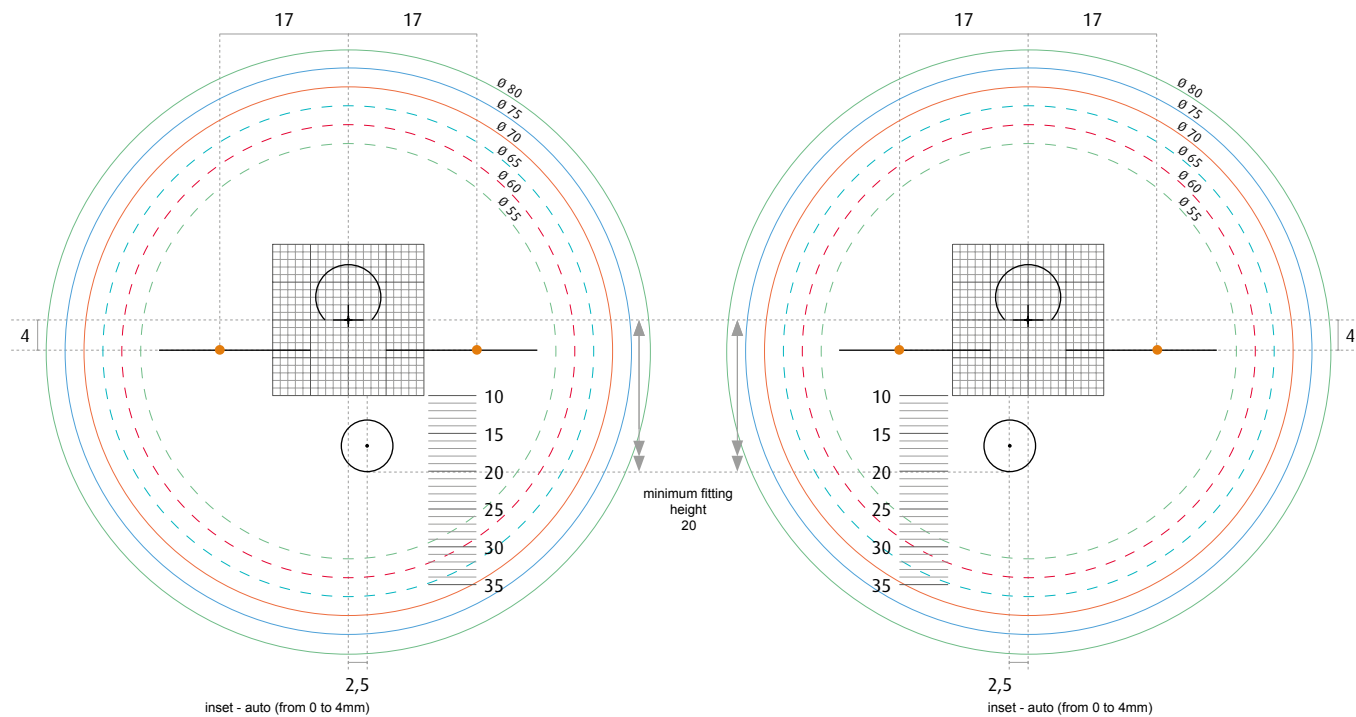 17 17
17 17
Ø 80
Ø 75
Ø 70
Ø 65
Ø 60
Ø 55
Ø 80
Ø 75
Ø 70
Ø 65
Ø 60
Ø 55
4
4
10
15
20
25
30
35
10
15
20
25
30
35
minimum fitting
height
20
2,5
2,5
inset - auto (from 0 to 4mm)
inset - auto (from 0 to 4mm)